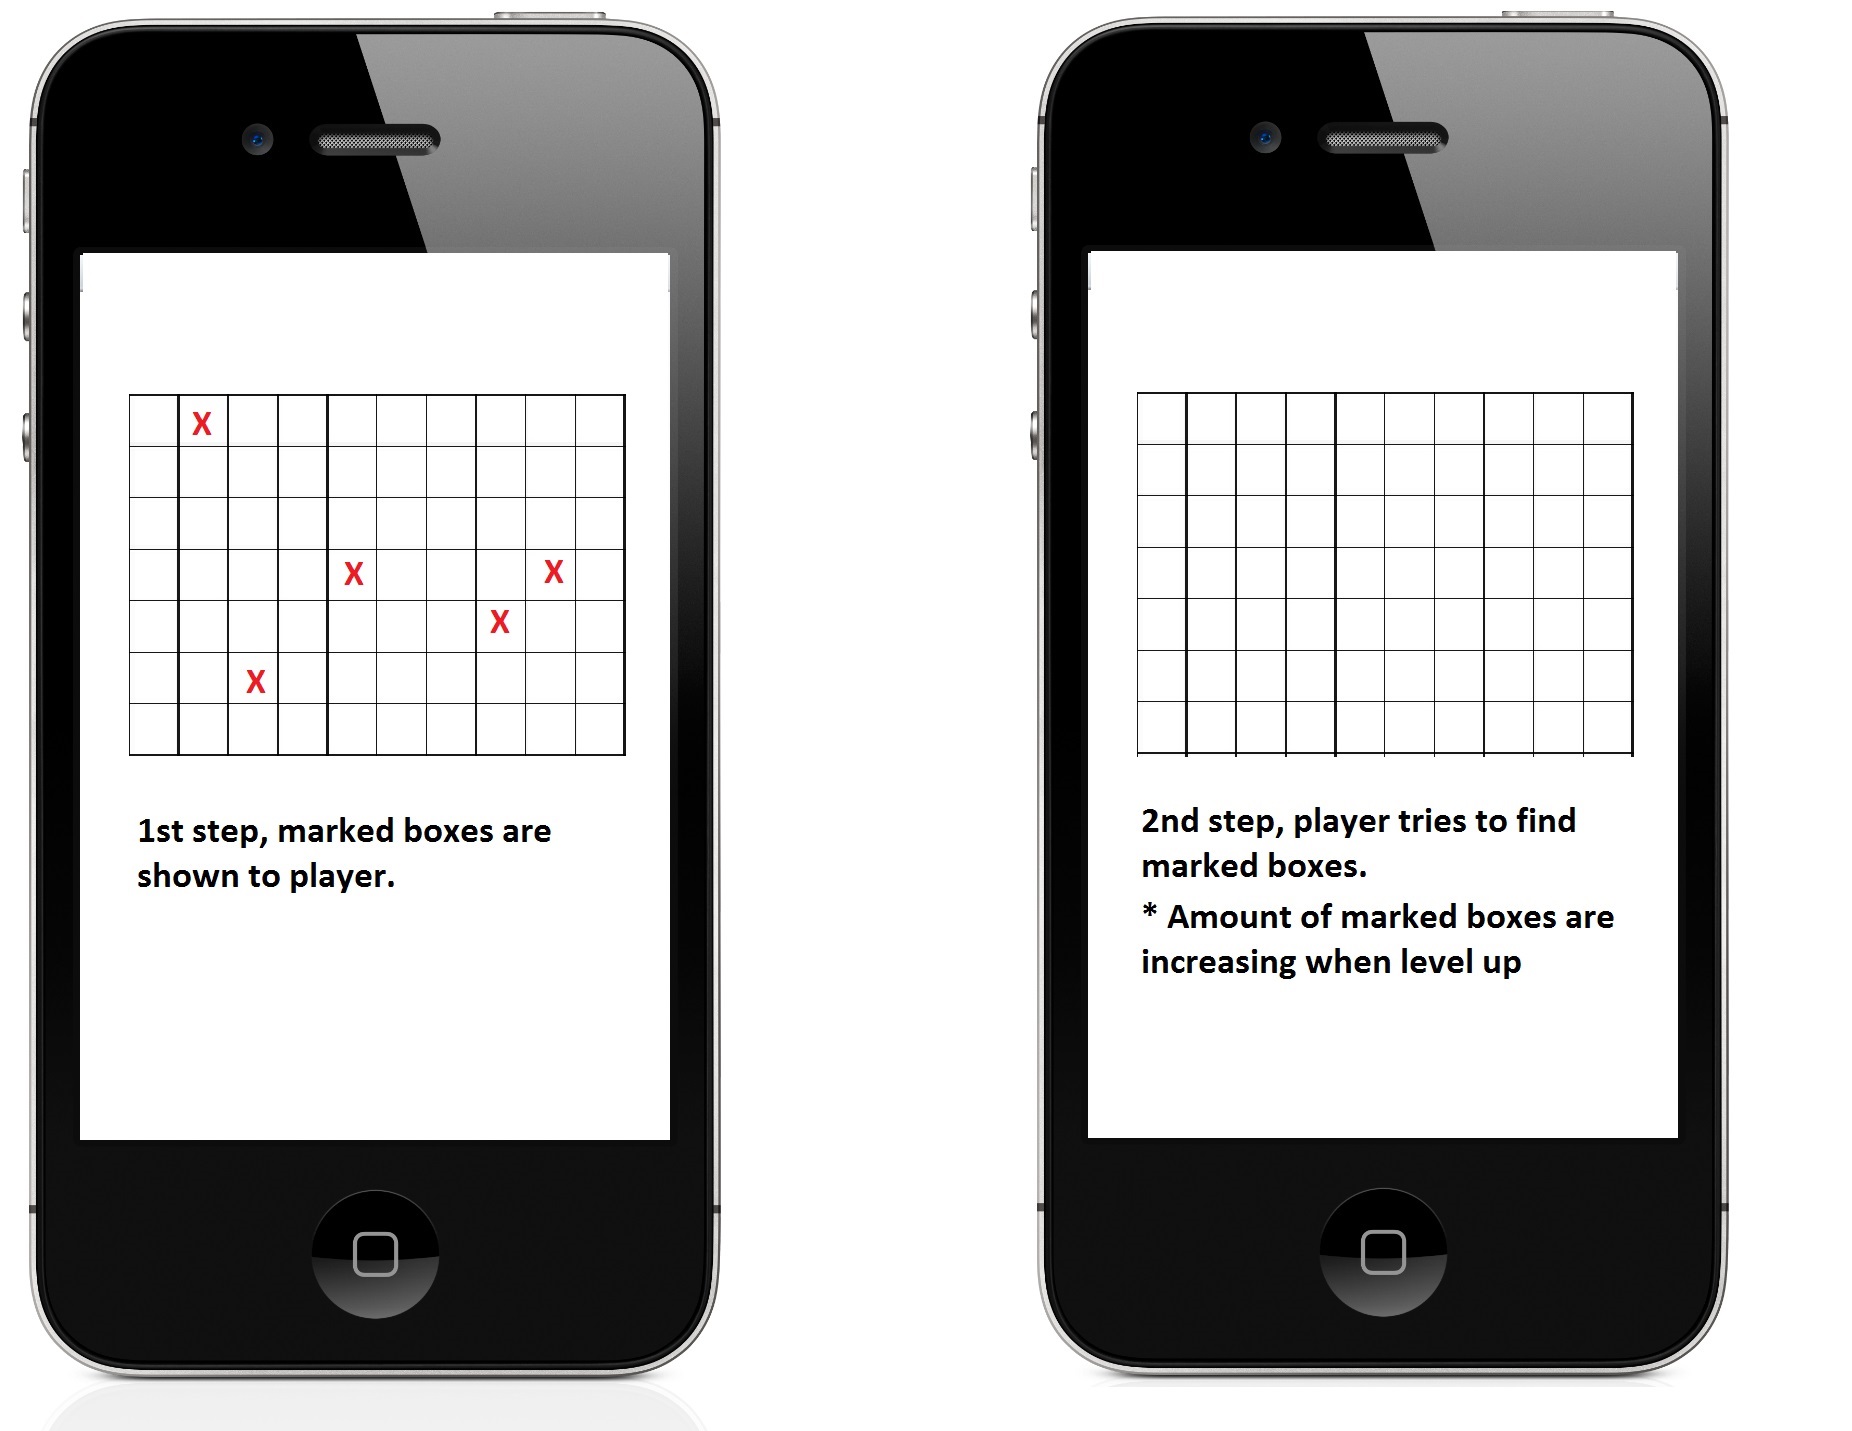 X
X
X
X
X
1st step, marked boxes are
shown to player.
2nd step, player tries to find
marked boxes.
* Amount of marked boxes are
increasing when level up